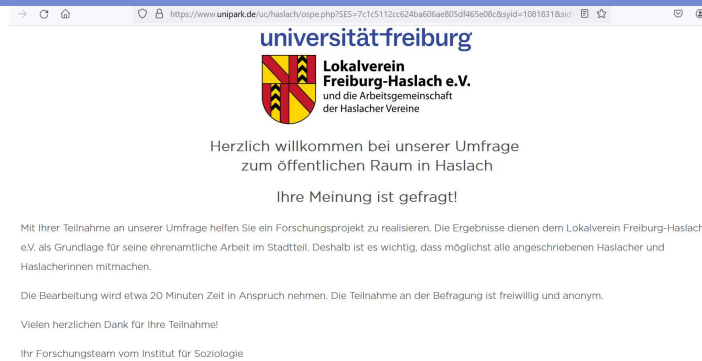 https://www.unipark.de/uc/haslach/ospe.php?SES=7c1c5112cc624ba606ae805df465e08c&syid=1081831&sid-
universität freiburg
Lokalverein
Freiburg-Haslach e.V.
und die Arbeitsgemeinschaft
der Haslacher Vereine
Herzlich willkommen bei unserer Umfrage
zum öffentlichen Raum in Haslach
Ihre Meinung ist gefragt!
Mit Ihrer Teilnahme an unserer Umfrage helfen Sie ein Forschungsprojekt zu realisieren. Die Ergebnisse dienen dem Lokalverein Freiburg-Haslach
e.V. als Grundlage für seine ehrenamtliche Arbeit im Stadtteil. Deshalb ist es wichtig, dass möglichst alle angeschriebenen Haslacher und
Haslacherinnen mitmachen.
Die Bearbeitung wird etwa 20 Minuten Zeit in Anspruch nehmen. Die Teilnahme an der Befragung ist freiwillig und anonym.
Vielen herzlichen Dank für Ihre Teilnahme!
Ihr Forschungsteam vom Institut für Soziologie